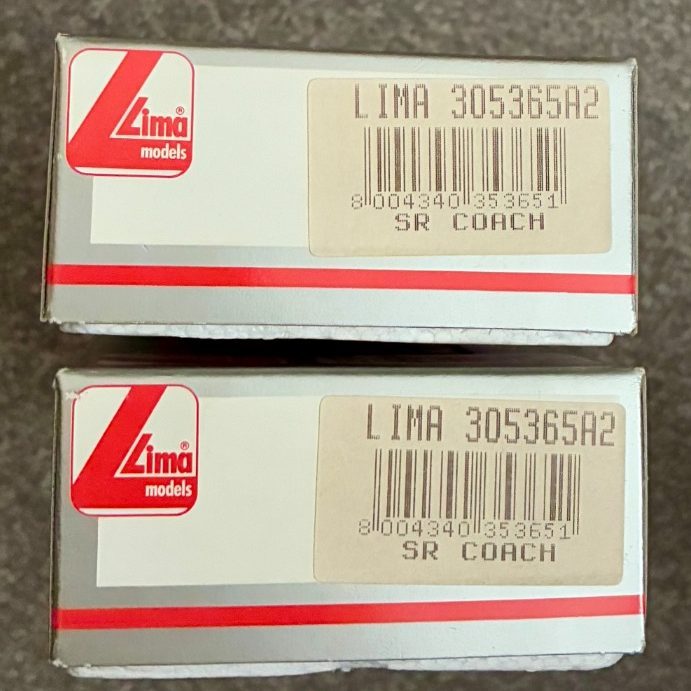 Lima®
models
LIMA 305365A2
8 004340 353651
SR COACH
Lima®
models
LIMA 305365A2
8 004340 353651
SR COACH